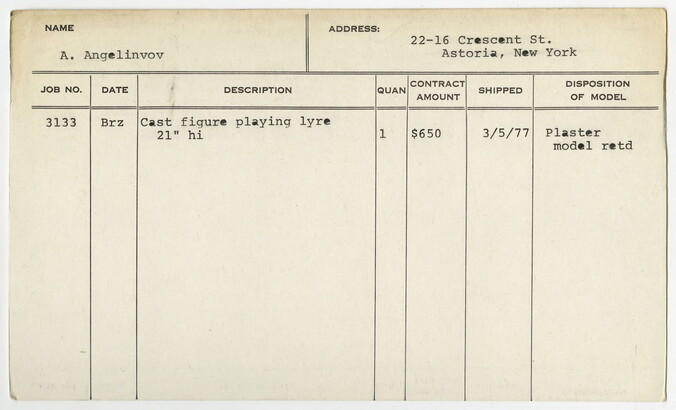 NAME
A. Angelinvov
ADDRESS:
22-16 Crescent St.
Astoria, New York
JOB NO. DATE DESCRIPTION QUAN CONTRACT AMOUNT SHIPPED DISPOSITION OF MODEL
3133 Brz Cast figure playing lyre
21" hi 1 $650 3/5/77 Plaster
model retd